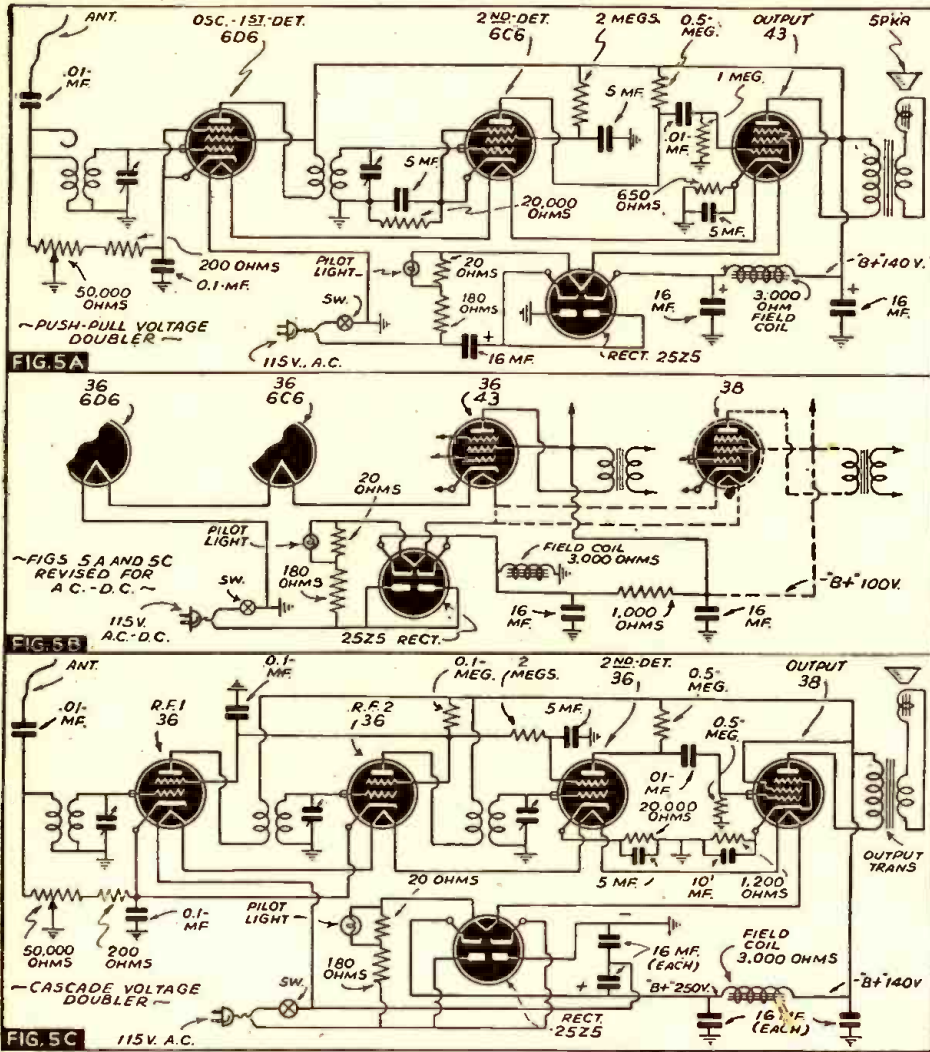 ANT.
OSC.-1ST-DET.
6D6
2ND-DET.
6C6
2 MEGS.
0.5-
MEG.
OUTPUT
43
SPKR
.01-
MF.
5 MF.
1 MEG.
.01-
MF.
5 MF.
20,000
OHMS
650
OHMS
5 MF.
200 OHMS
0.1-MF.
50,000
OHMS
PILOT
LIGHT
20
OHMS
180
OHMS
SW.
16 MF.
+
115 V., A.C.
RECT. 25Z5
+
16
MF.
3,000
OHM
FIELD
COIL
"B+" 140 V.
+
16
MF.
~PUSH-PULL VOLTAGE
DOUBLER~
FIG. 5A
36
6D6
36
6C6
36
43
38
20
OHMS
PILOT
LIGHT
180
OHMS
SW.
115 V.
A.C.-D.C.
25Z5 RECT.
FIELD COIL
3,000 OHMS
16
MF.
1,000
OHMS
16
MF.
"B+" 100V.
~FIGS 5A AND 5C
REVISED FOR
A.C.-D.C.~
FIG. 5B
ANT.
.01-
MF.
R.F.1
36
0.1-
MF.
R.F.2
36
0.1-
MEG.
2
MEGS.
2ND-DET.
36
5 MF.
0.5-
MEG.
0.5-
MEG.
OUTPUT
38
.01-
MF.
20,000
OHMS
5 MF.
10
MF.
1,200
OHMS
OUTPUT
TRANS
50,000
OHMS
200
OHMS
0.1-
MF
PILOT
LIGHT
20 OHMS
180
OHMS
SW.
115 V. A.C.
RECT.
25Z5
-
16 MF.
(EACH)
+
"B+" 250V.
FIELD
COIL
3,000 OHMS
"B+" 140V
16 MF.
(EACH)
~CASCADE VOLTAGE
DOUBLER~
FIG. 5C